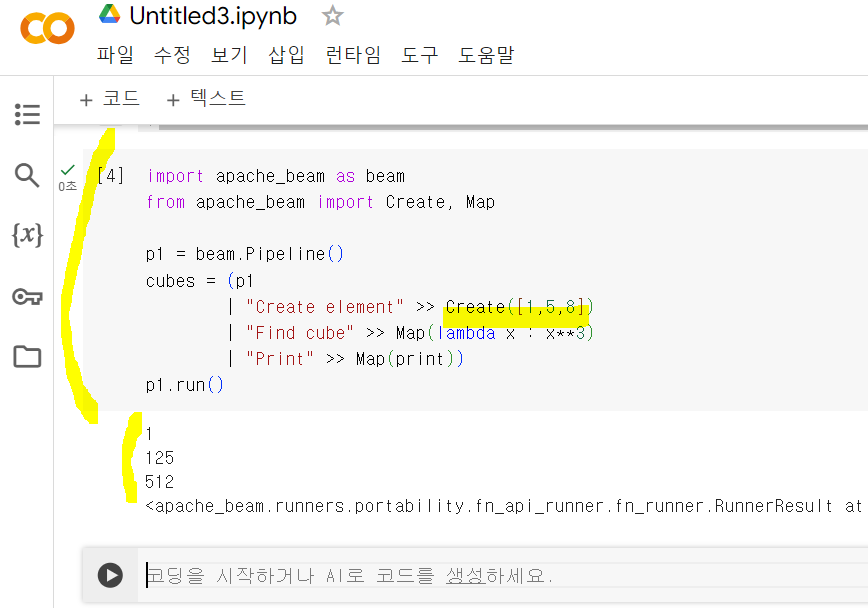 Untitled3.ipynb
파일 수정 보기 삽입 런타임 도구 도움말
+ 코드 + 텍스트
[4] import apache_beam as beam
0초
from apache_beam import Create, Map
p1 = beam.Pipeline()
cubes = (p1
| "Create element" >> Create([1,5,8])
| "Find cube" >> Map(lambda x : x**3)
| "Print" >> Map(print))
p1.run()
1
125
512
<apache_beam.runners.portability.fn_api_runner.fn_runner.RunnerResult at
코딩을 시작하거나 AI로 코드를 생성하세요.